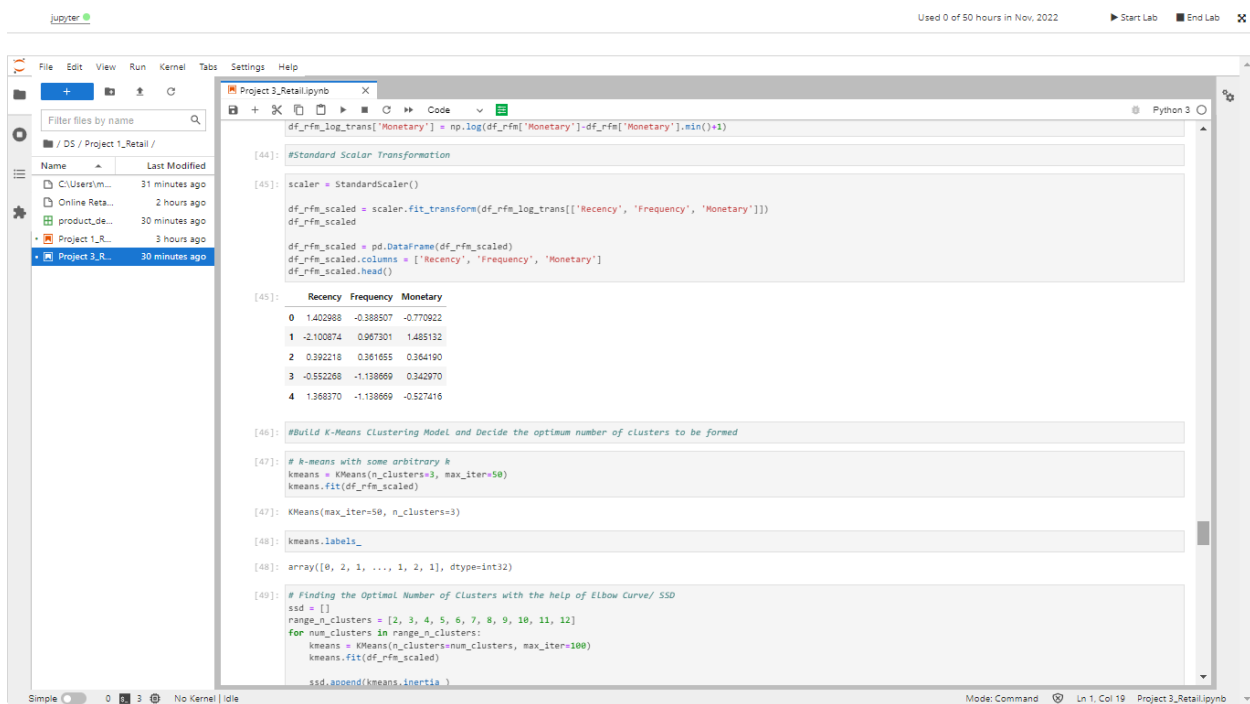 jupyter
Used 0 of 50 hours in Nov, 2022
Start Lab
End Lab
File Edit View Run Kernel Tabs Settings Help
Filter files by name
/ DS / Project 1_Retail /
Name Last Modified
C:\Users\m... 31 minutes ago
Online Reta... 2 hours ago
product_de... 30 minutes ago
Project 1_R... 3 hours ago
Project 3_R... 30 minutes ago
Project 3_Retail.ipynb
Code
Python 3
df_rfm_log_trans['Monetary'] = np.log(df_rfm['Monetary']-df_rfm['Monetary'].min()+1)
[44]: #Standard Scalar Transformation
[45]: scaler = StandardScaler()
df_rfm_scaled = scaler.fit_transform(df_rfm_log_trans[['Recency', 'Frequency', 'Monetary']])
df_rfm_scaled
df_rfm_scaled = pd.DataFrame(df_rfm_scaled)
df_rfm_scaled.columns = ['Recency', 'Frequency', 'Monetary']
df_rfm_scaled.head()
[45]: Recency Frequency Monetary
0 1.402988 -0.388507 -0.770922
1 -2.100874 0.967301 1.485132
2 0.392218 0.361655 0.364190
3 -0.552268 -1.138669 0.342970
4 1.368370 -1.138669 -0.527416
[46]: #Build K-Means Clustering Model and Decide the optimum number of clusters to be formed
[47]: # k-means with some arbitrary k
kmeans = KMeans(n_clusters=3, max_iter=50)
kmeans.fit(df_rfm_scaled)
[47]: KMeans(max_iter=50, n_clusters=3)
[48]: kmeans.labels_
[48]: array([0, 2, 1, ..., 1, 2, 1], dtype=int32)
[49]: # Finding the Optimal Number of Clusters with the help of Elbow Curve/ SSD
ssd = []
range_n_clusters = [2, 3, 4, 5, 6, 7, 8, 9, 10, 11, 12]
for num_clusters in range_n_clusters:
kmeans = KMeans(n_clusters=num_clusters, max_iter=100)
kmeans.fit(df_rfm_scaled)
ssd.append(kmeans.inertia_)
Simple 0 3 No Kernel | Idle
Mode: Command Ln 1, Col 19 Project 3_Retail.ipynb